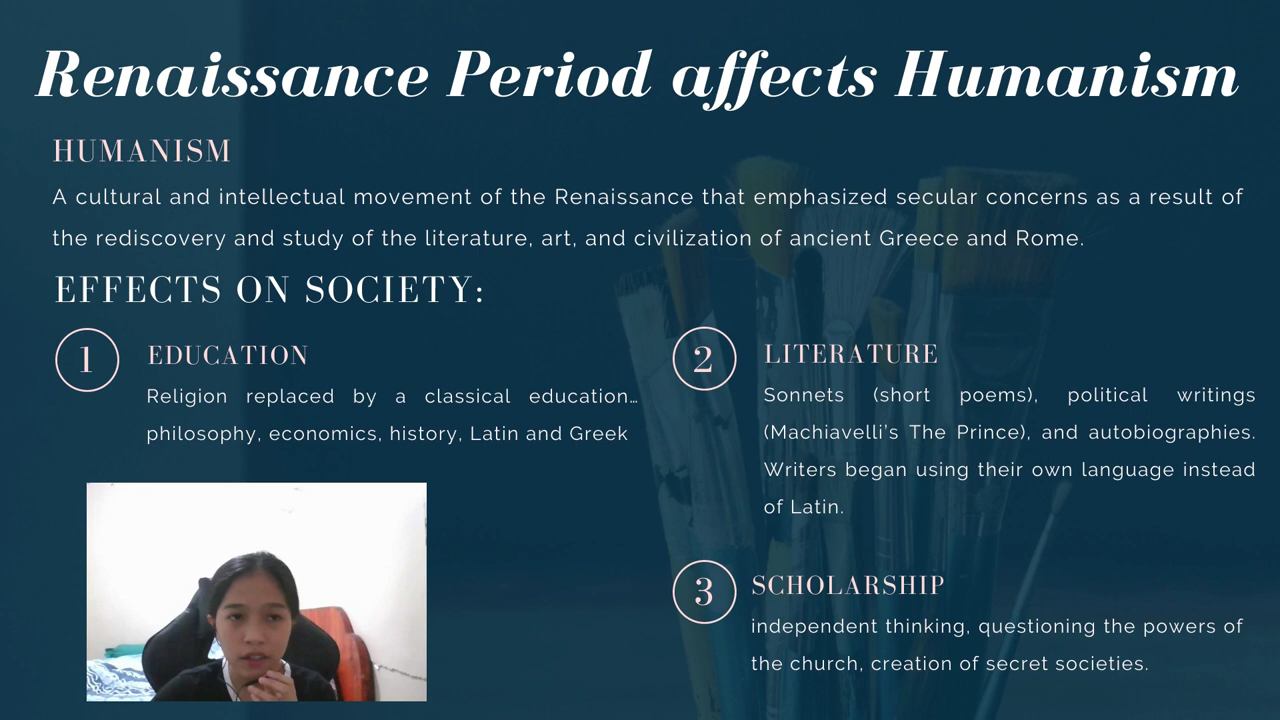 Renaissance Period affects Humanism
HUMANISM
A cultural and intellectual movement of the Renaissance that emphasized secular concerns as a result of
the rediscovery and study of the literature, art, and civilization of ancient Greece and Rome.
EFFECTS ON SOCIETY:
1
EDUCATION
Religion replaced by a classical education…
philosophy, economics, history, Latin and Greek
2
LITERATURE
Sonnets (short poems), political writings
(Machiavelli's The Prince), and autobiographies.
Writers began using their own language instead
of Latin.
3
SCHOLARSHIP
independent thinking, questioning the powers of
the church, creation of secret societies.